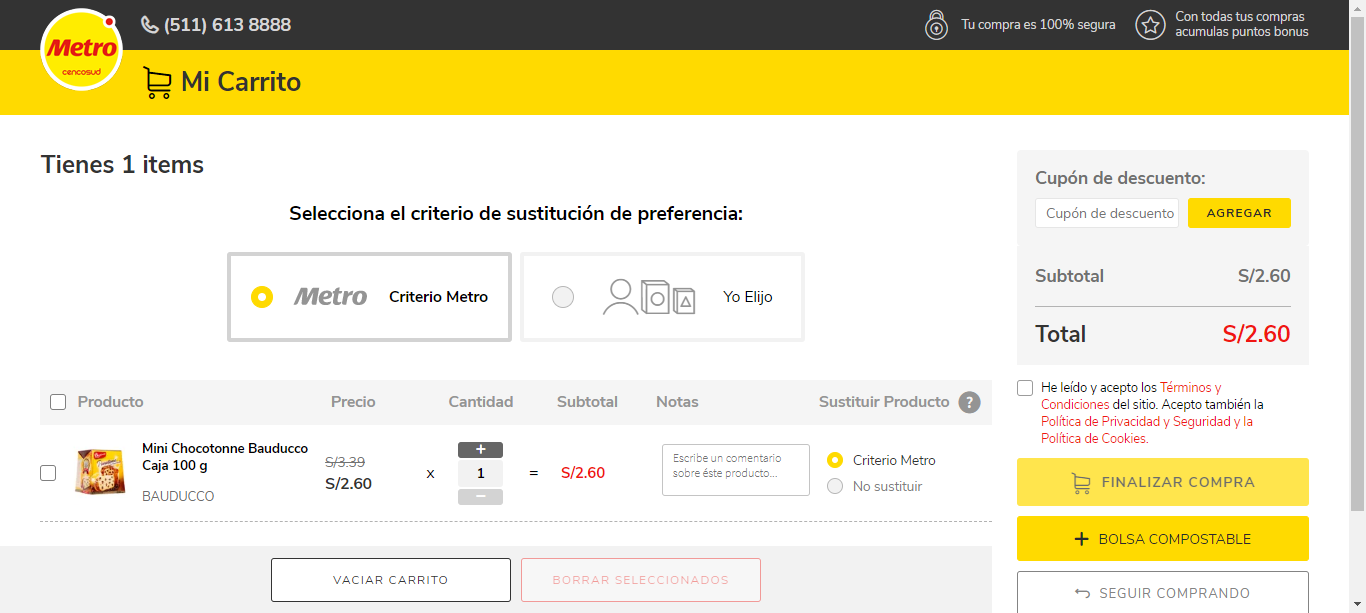 Metro
cencosud
(511) 613 8888
Tu compra es 100% segura
Con todas tus compras
acumulas puntos bonus
Mi Carrito
Tienes 1 items
Selecciona el criterio de sustitución de preferencia:
Metro Criterio Metro
Yo Elijo
Producto Precio Cantidad Subtotal Notas Sustituir Producto ?
Mini Chocotonne Bauducco
Caja 100 g
BAUDUCCO
S/3.39
S/2.60
x
+
1
−
=
S/2.60
Escribe un comentario
sobre éste producto...
Criterio Metro
No sustituir
VACIAR CARRITO
BORRAR SELECCIONADOS
Cupón de descuento:
Cupón de descuento AGREGAR
Subtotal S/2.60
Total S/2.60
He leído y acepto los Términos y
Condiciones del sitio. Acepto también la
Política de Privacidad y Seguridad y la
Política de Cookies.
FINALIZAR COMPRA
+ BOLSA COMPOSTABLE
SEGUIR COMPRANDO